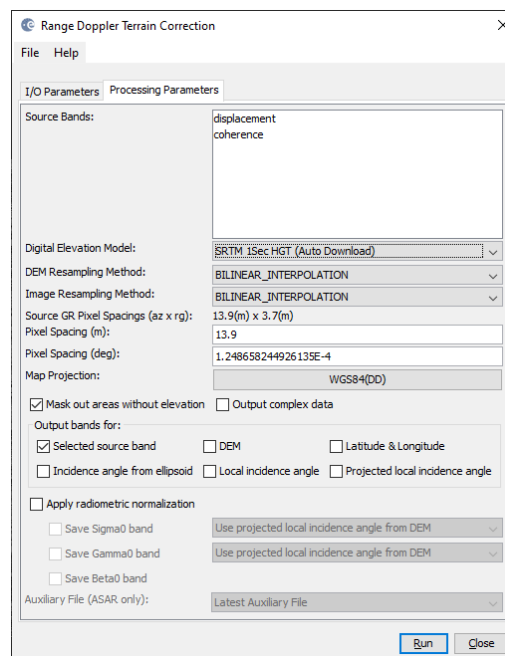 Range Doppler Terrain Correction
File Help
I/O Parameters Processing Parameters
Source Bands:
displacement
coherence
Digital Elevation Model: SRTM 1Sec HGT (Auto Download)
DEM Resampling Method: BILINEAR_INTERPOLATION
Image Resampling Method: BILINEAR_INTERPOLATION
Source GR Pixel Spacings (az x rg): 13.9(m) x 3.7(m)
Pixel Spacing (m): 13.9
Pixel Spacing (deg): 1.248658244926135E-4
Map Projection: WGS84(DD)
Mask out areas without elevation Output complex data
Output bands for:
Selected source band DEM Latitude & Longitude
Incidence angle from ellipsoid Local incidence angle Projected local incidence angle
Apply radiometric normalization
Save Sigma0 band Use projected local incidence angle from DEM
Save Gamma0 band Use projected local incidence angle from DEM
Save Beta0 band
Auxiliary File (ASAR only): Latest Auxiliary File
Run Close